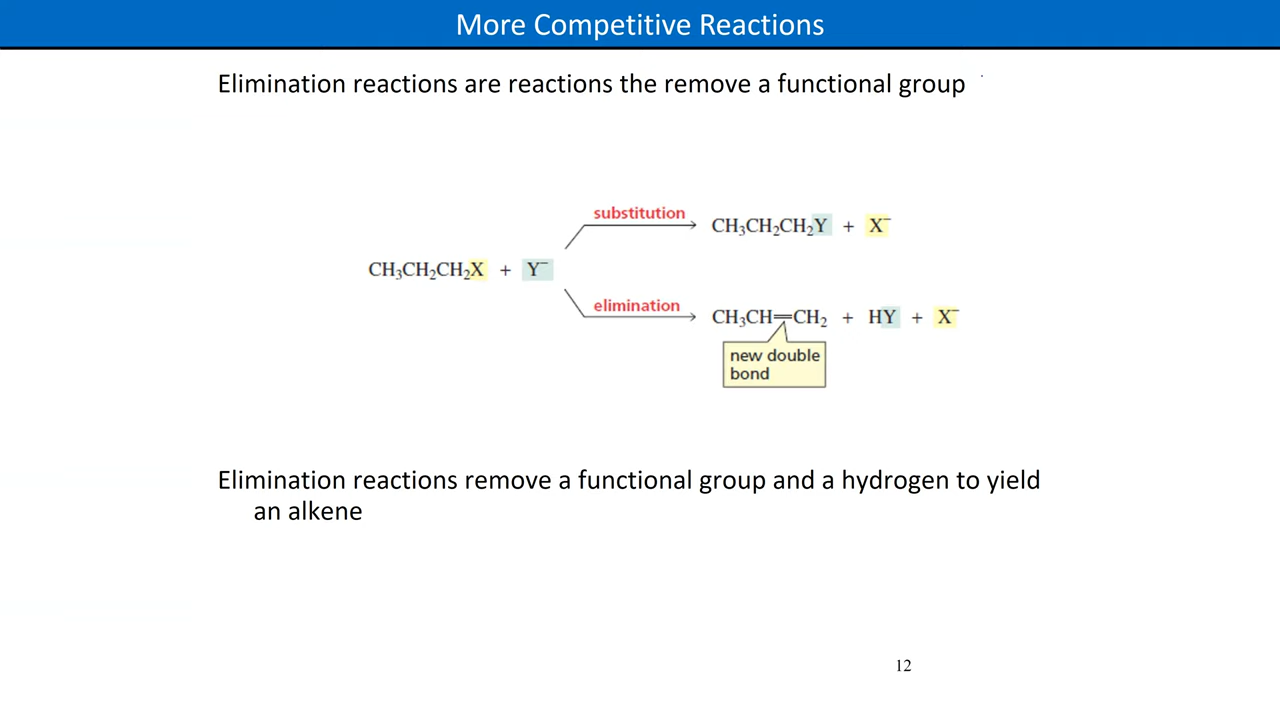 More Competitive Reactions
Elimination reactions are reactions the remove a functional group
substitution
CH₃CH₂CH₂Y + X⁻
CH₃CH₂CH₂X + Y⁻
elimination
CH₃CH=CH₂ + HY + X⁻
new double
bond
Elimination reactions remove a functional group and a hydrogen to yield
an alkene
12